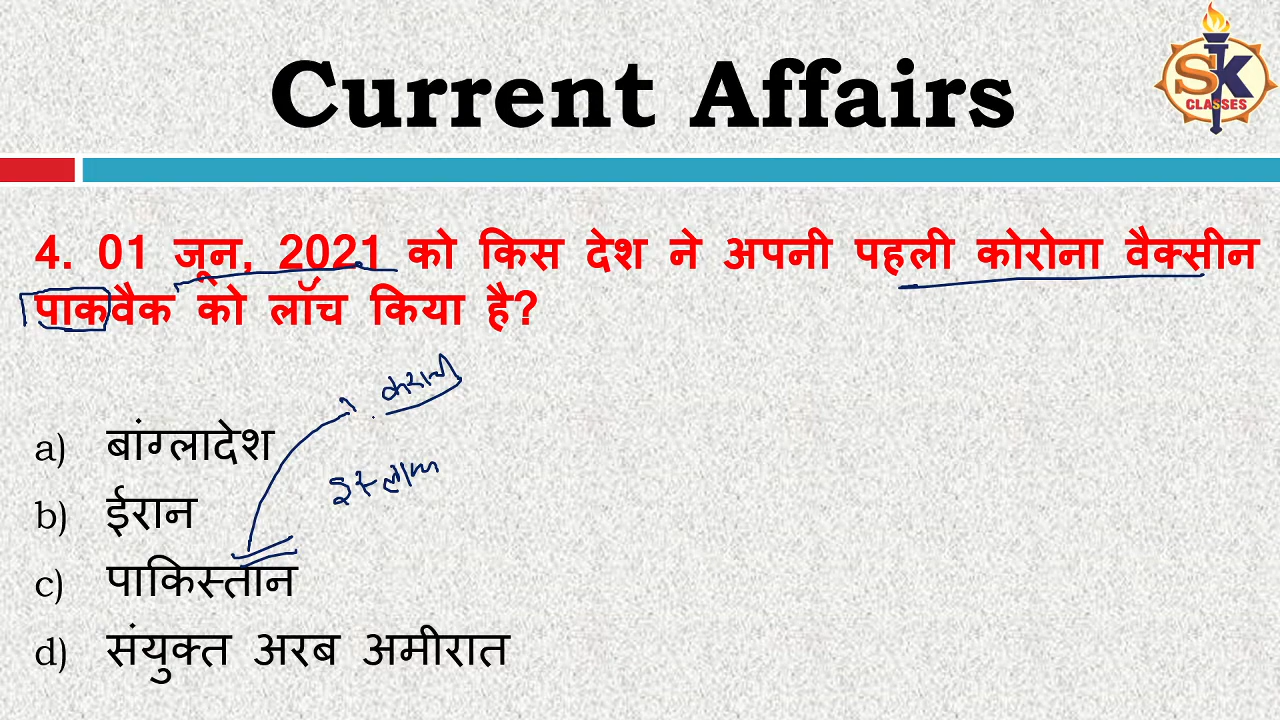 Current Affairs
SK
CLASSES
4. 01 जून, 2021 को किस देश ने अपनी पहली कोरोना वैक्सीन
पाकवैक को लॉच किया है?
a) बांग्लादेश
b) ईरान
c) पाकिस्तान
d) संयुक्त अरब अमीरात